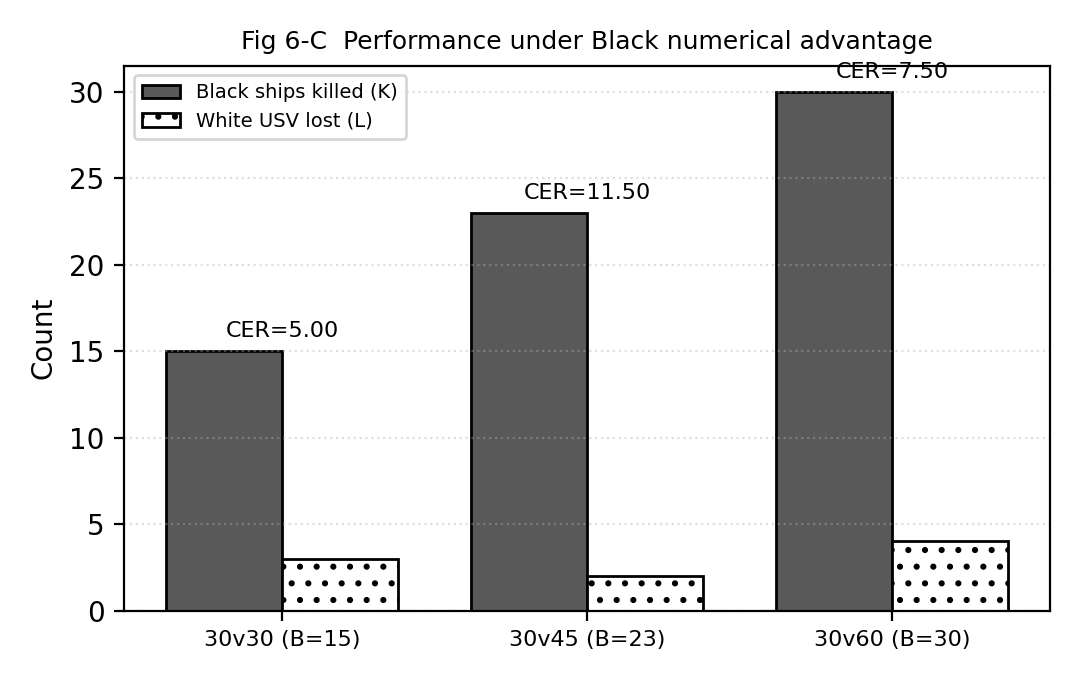 Fig 6-C  Performance under Black numerical advantage
Black ships killed (K)
White USV lost (L)
CER=5.00
CER=11.50
CER=7.50
Count
30
25
20
15
10
5
0
30v30 (B=15)
30v45 (B=23)
30v60 (B=30)